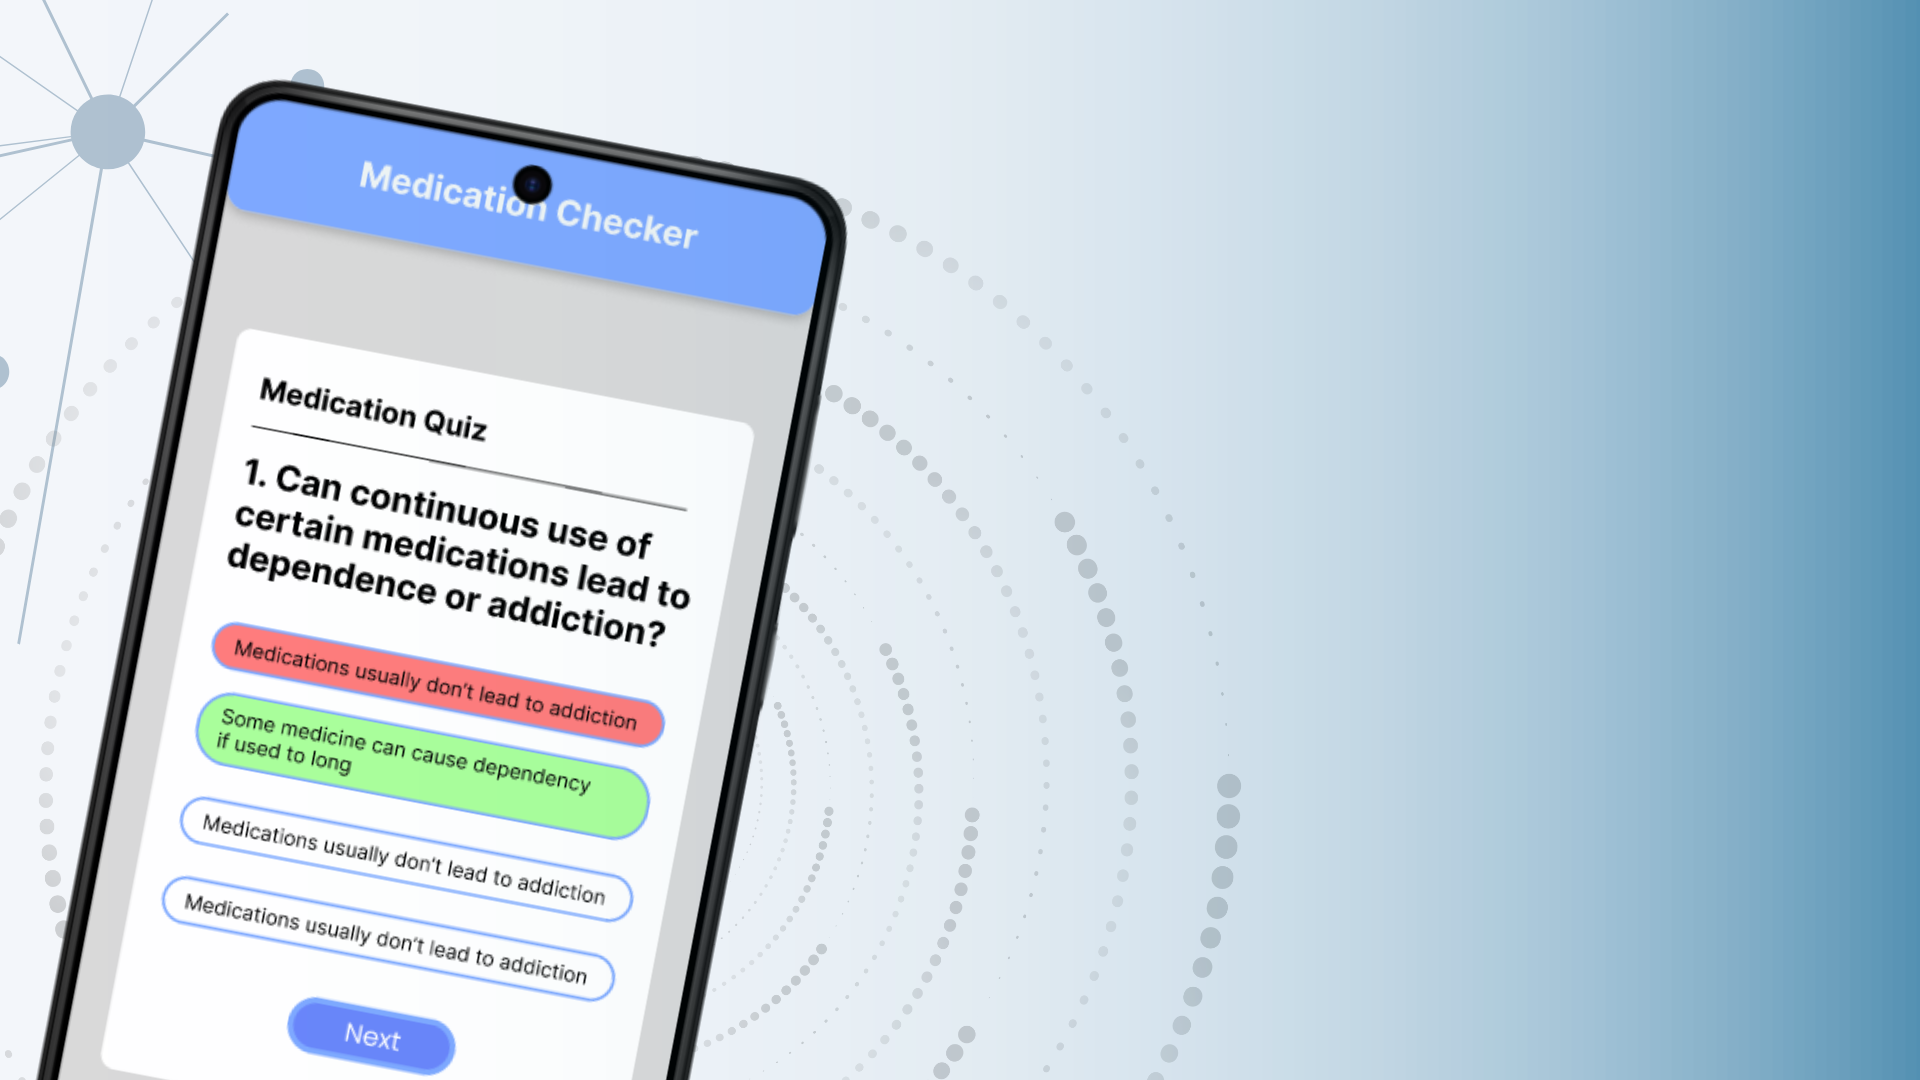 Medication Checker
Medication Quiz
1. Can continuous use of
certain medications lead to
dependence or addiction?
Medications usually don't lead to addiction
Some medicine can cause dependency
if used to long
Medications usually don't lead to addiction
Medications usually don't lead to addiction
Next